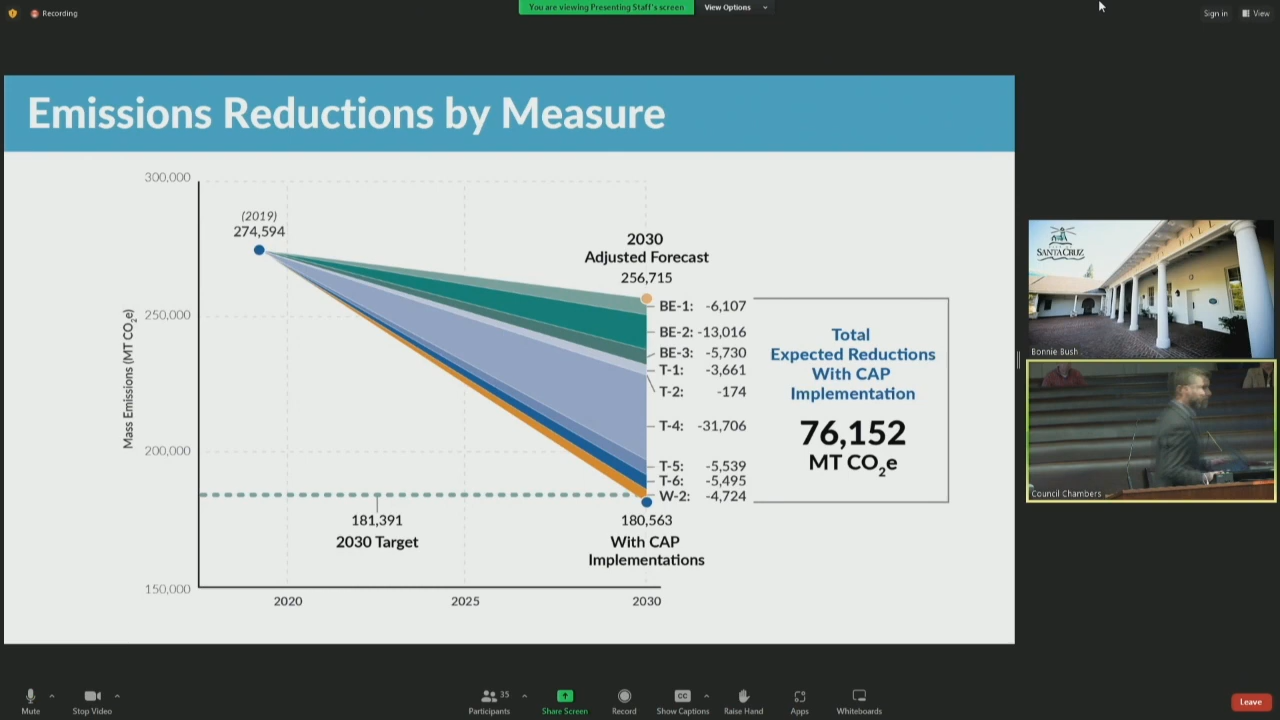 Recording
You are viewing Presenting Staff's screen
View Options
Sign in
View
Emissions Reductions by Measure
300,000
250,000
200,000
150,000
Mass Emissions (MT CO2e)
(2019)
274,594
2030
Adjusted Forecast
256,715
BE-1: -6,107
BE-2: -13,016
BE-3: -5,730
T-1: -3,661
T-2: -174
T-4: -31,706
T-5: -5,539
T-6: -5,495
W-2: -4,724
Total
Expected Reductions
With CAP
Implementation
76,152
MT CO2e
181,391
2030 Target
180,563
With CAP
Implementations
2020
2025
2030
SANTA CRUZ
Bonnie Bush
Council Chambers
Mute
Stop Video
Participants
35
Share Screen
Record
CC
Show Captions
Raise Hand
Apps
Whiteboards
Leave